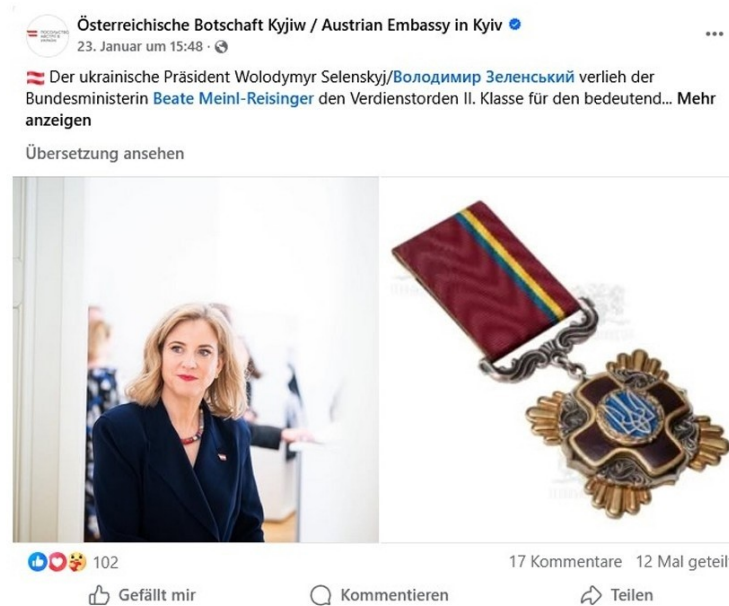 Österreichische Botschaft Kyjiw / Austrian Embassy in Kyiv
23. Januar um 15:48 ·
Der ukrainische Präsident Wolodymyr Selenskyj/Володимир Зеленський verlieh der
Bundesministerin Beate Meinl-Reisinger den Verdienstorden II. Klasse für den bedeutend... Mehr
anzeigen
Übersetzung ansehen
102
17 Kommentare 12 Mal geteilt
Gefällt mir
Kommentieren
Teilen